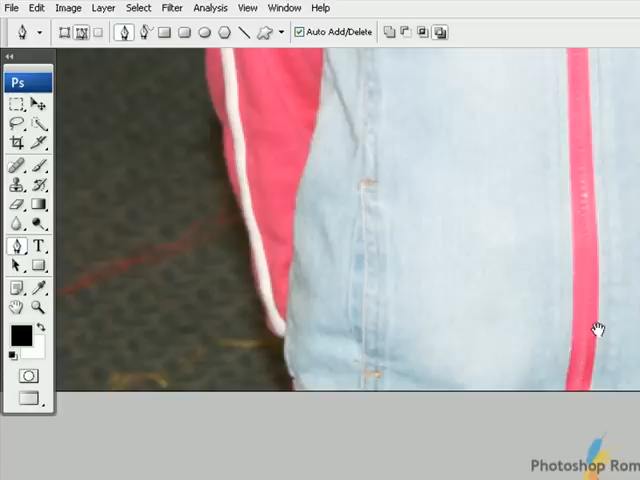 File Edit Image Layer Select Filter Analysis View Window Help
Auto Add/Delete
Ps
T
Photoshop Rom